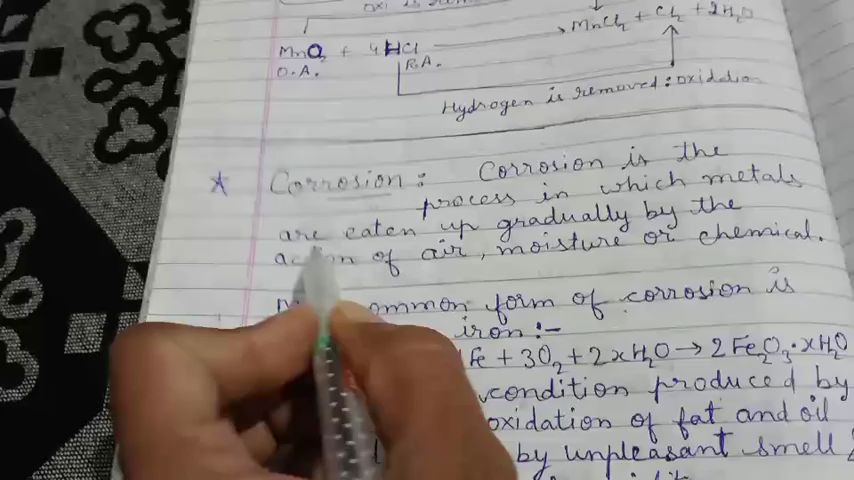 MnCl2 + Cl2 + 2H2O
MnO2 + 4HCl
O.A. R.A.
Hydrogen is removed : oxidation
☆ Corrosion : Corrosion is the
process in which metals
are eaten up gradually by the
of air, moisture or chemical.
common form of corrosion is
iron :-
Fe + 3O2 + 2xH2O → 2Fe2O3·xH2O
condition produced by
oxidation of fat and oil
by unpleasant smell